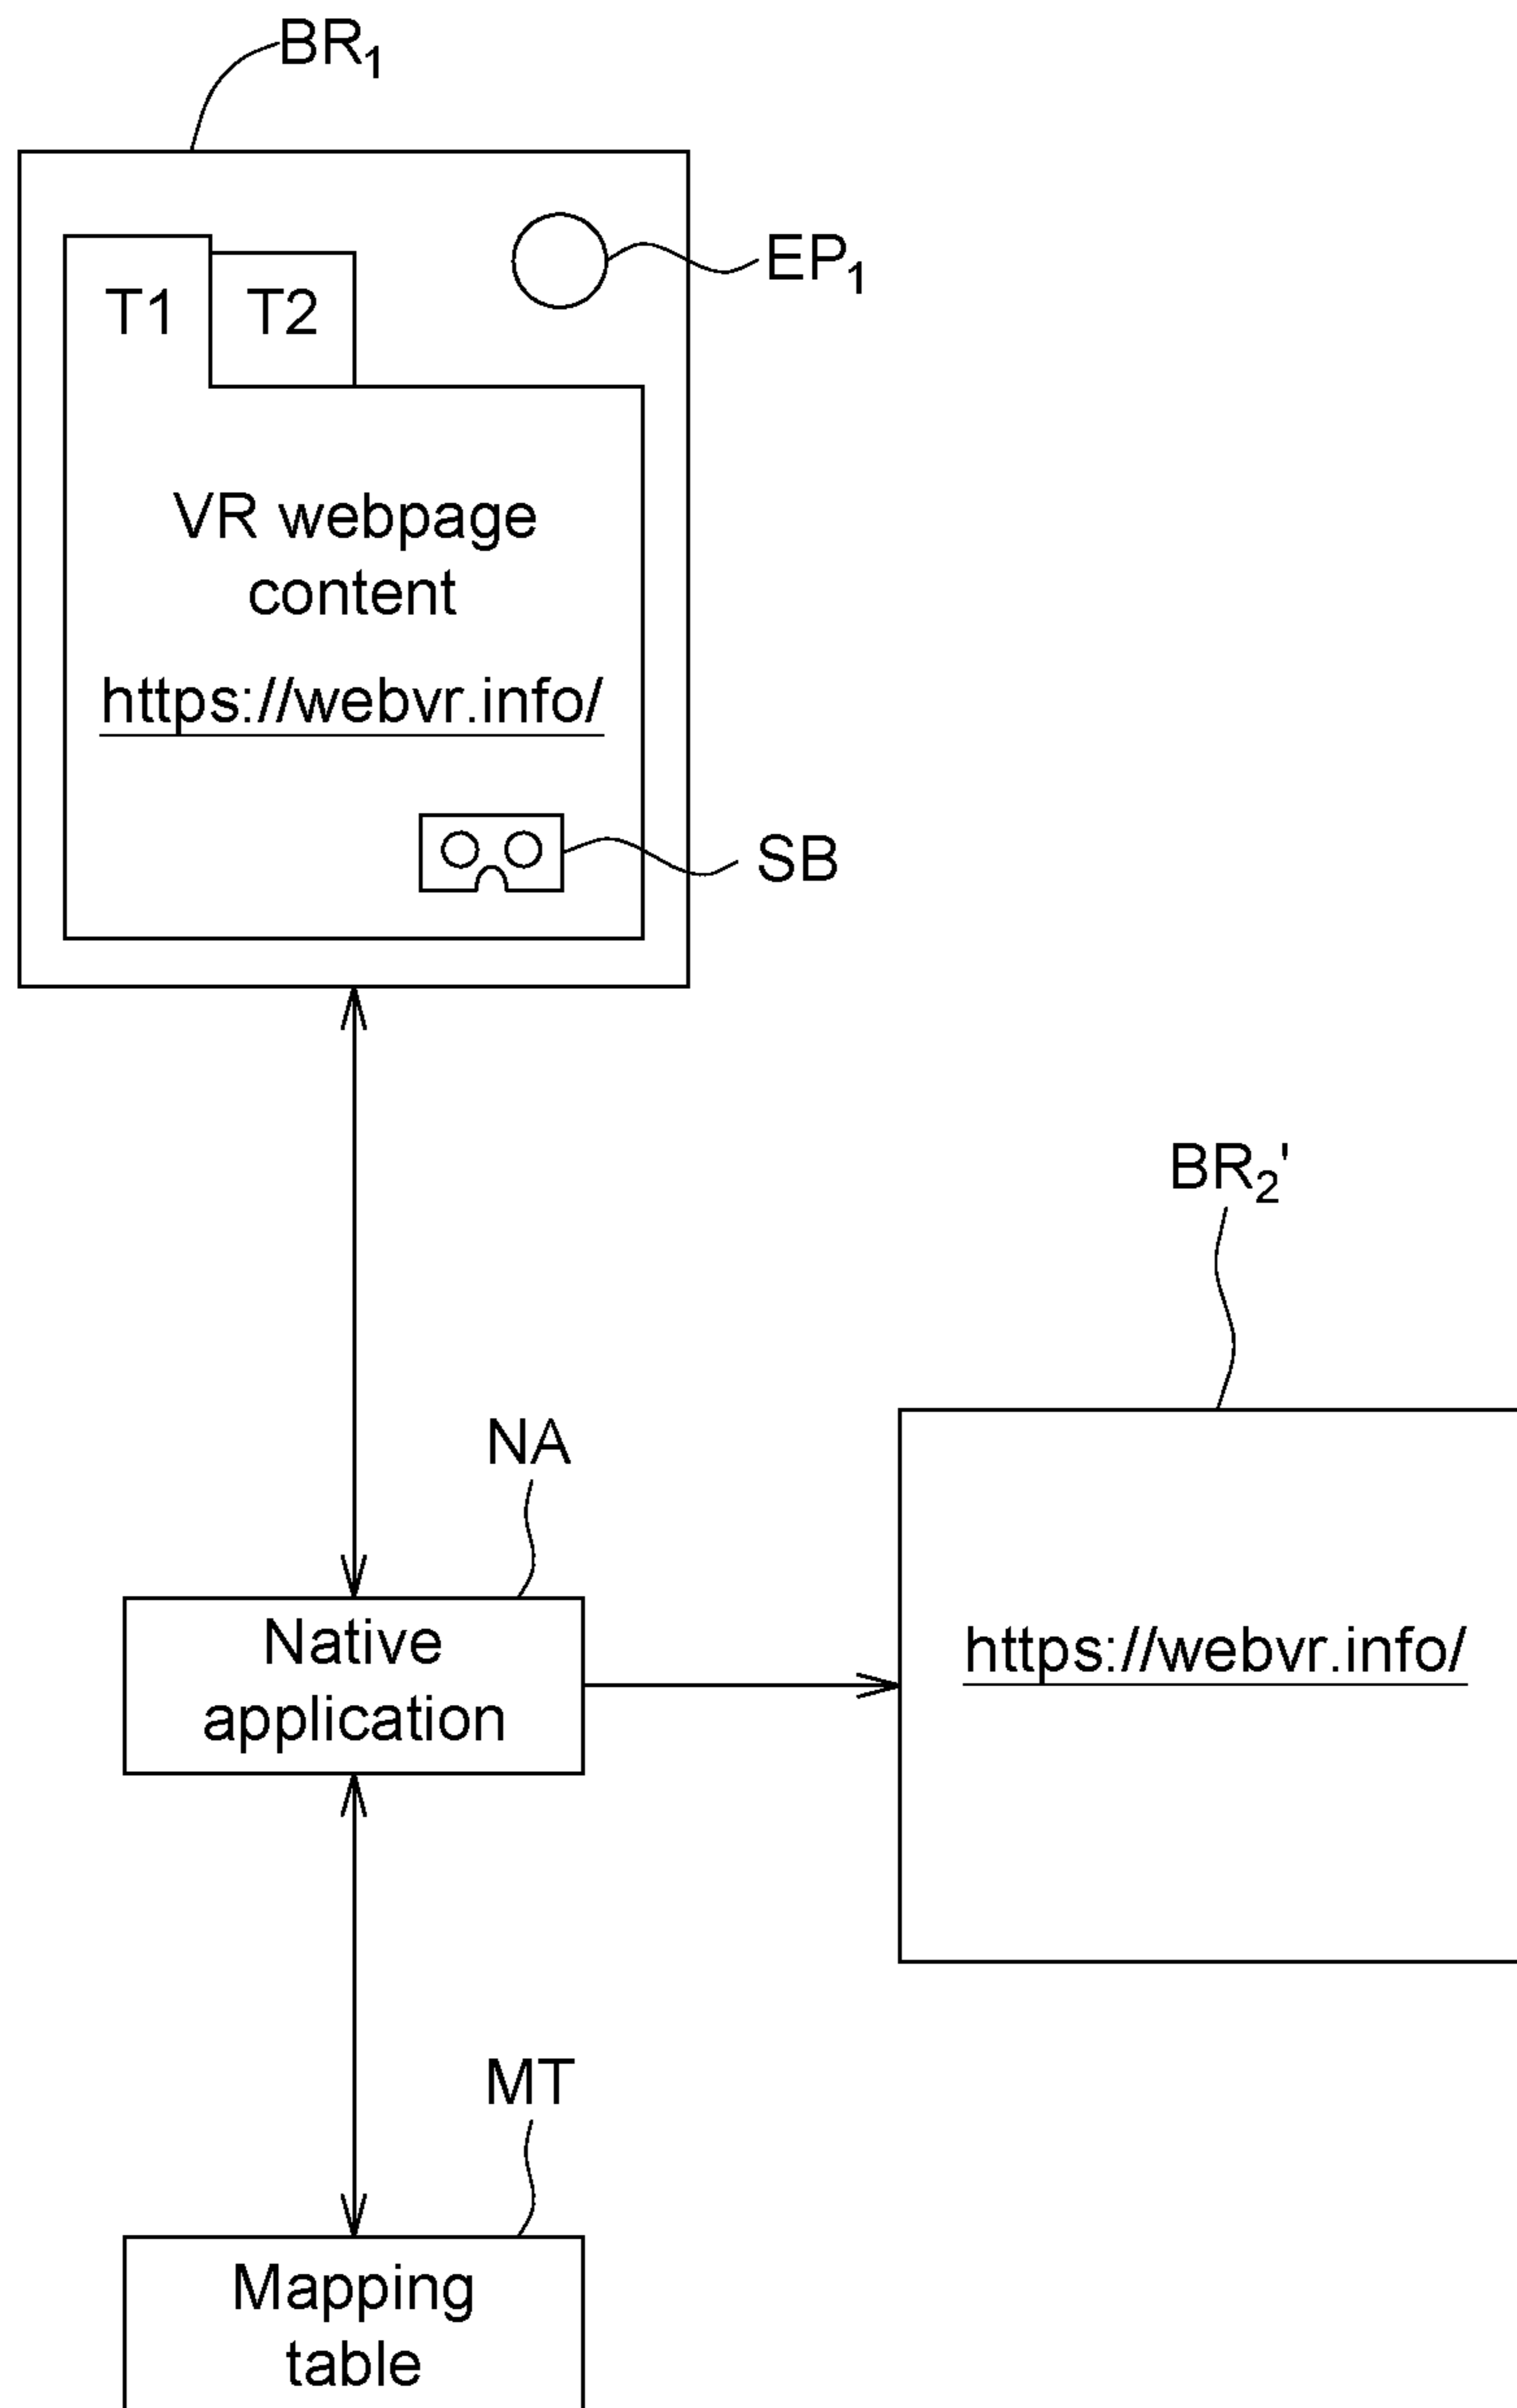 BR₁
EP₁
T1 T2
VR webpage
content
https://webvr.info/
SB
BR₂'
NA
Native
application
https://webvr.info/
MT
Mapping
table